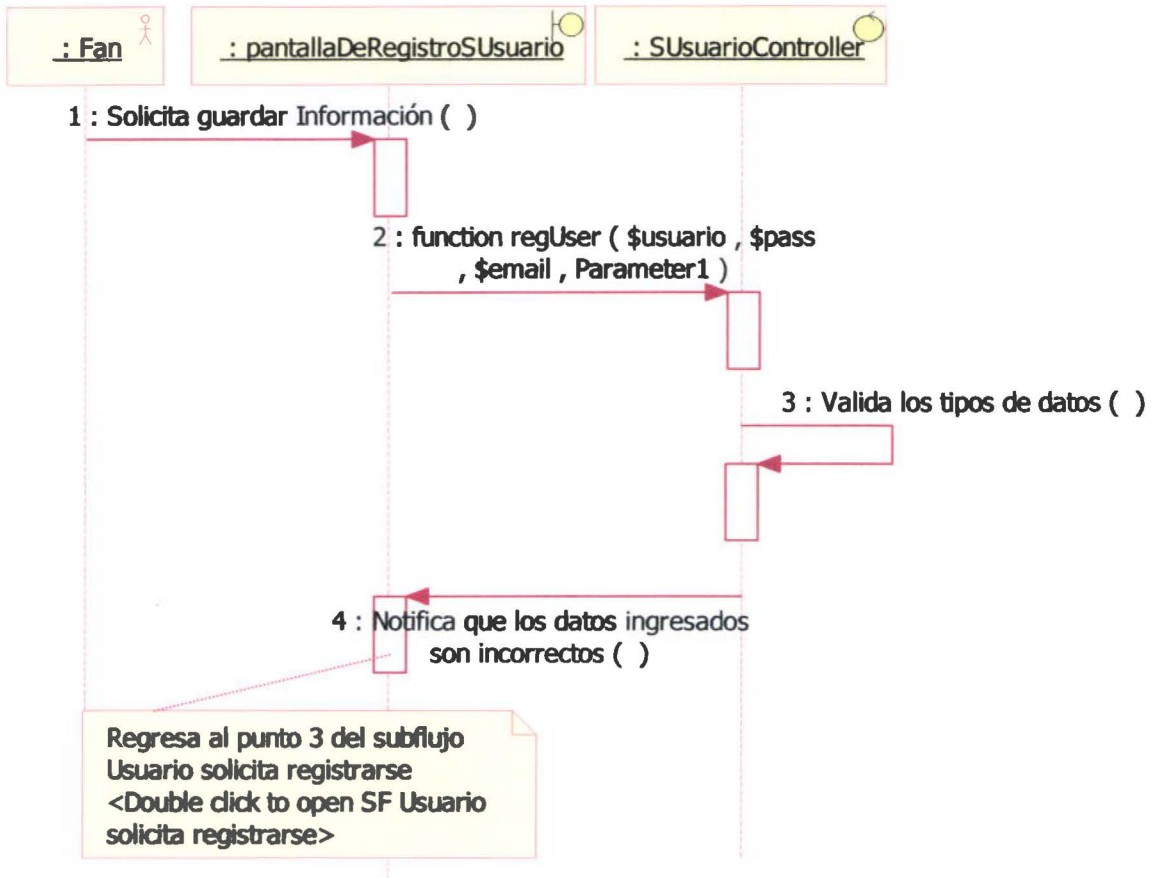 : Fan
: pantallaDeRegistroSUsuario
: SUsuarioController
1 : Solicita guardar Información ( )
2 : function regUser ( $usuario , $pass
, $email , Parameter1 )
3 : Valida los tipos de datos ( )
4 : Notifica que los datos ingresados
son incorrectos ( )
Regresa al punto 3 del subflujo
Usuario solicita registrarse
<Double click to open SF Usuario
solicita registrarse>